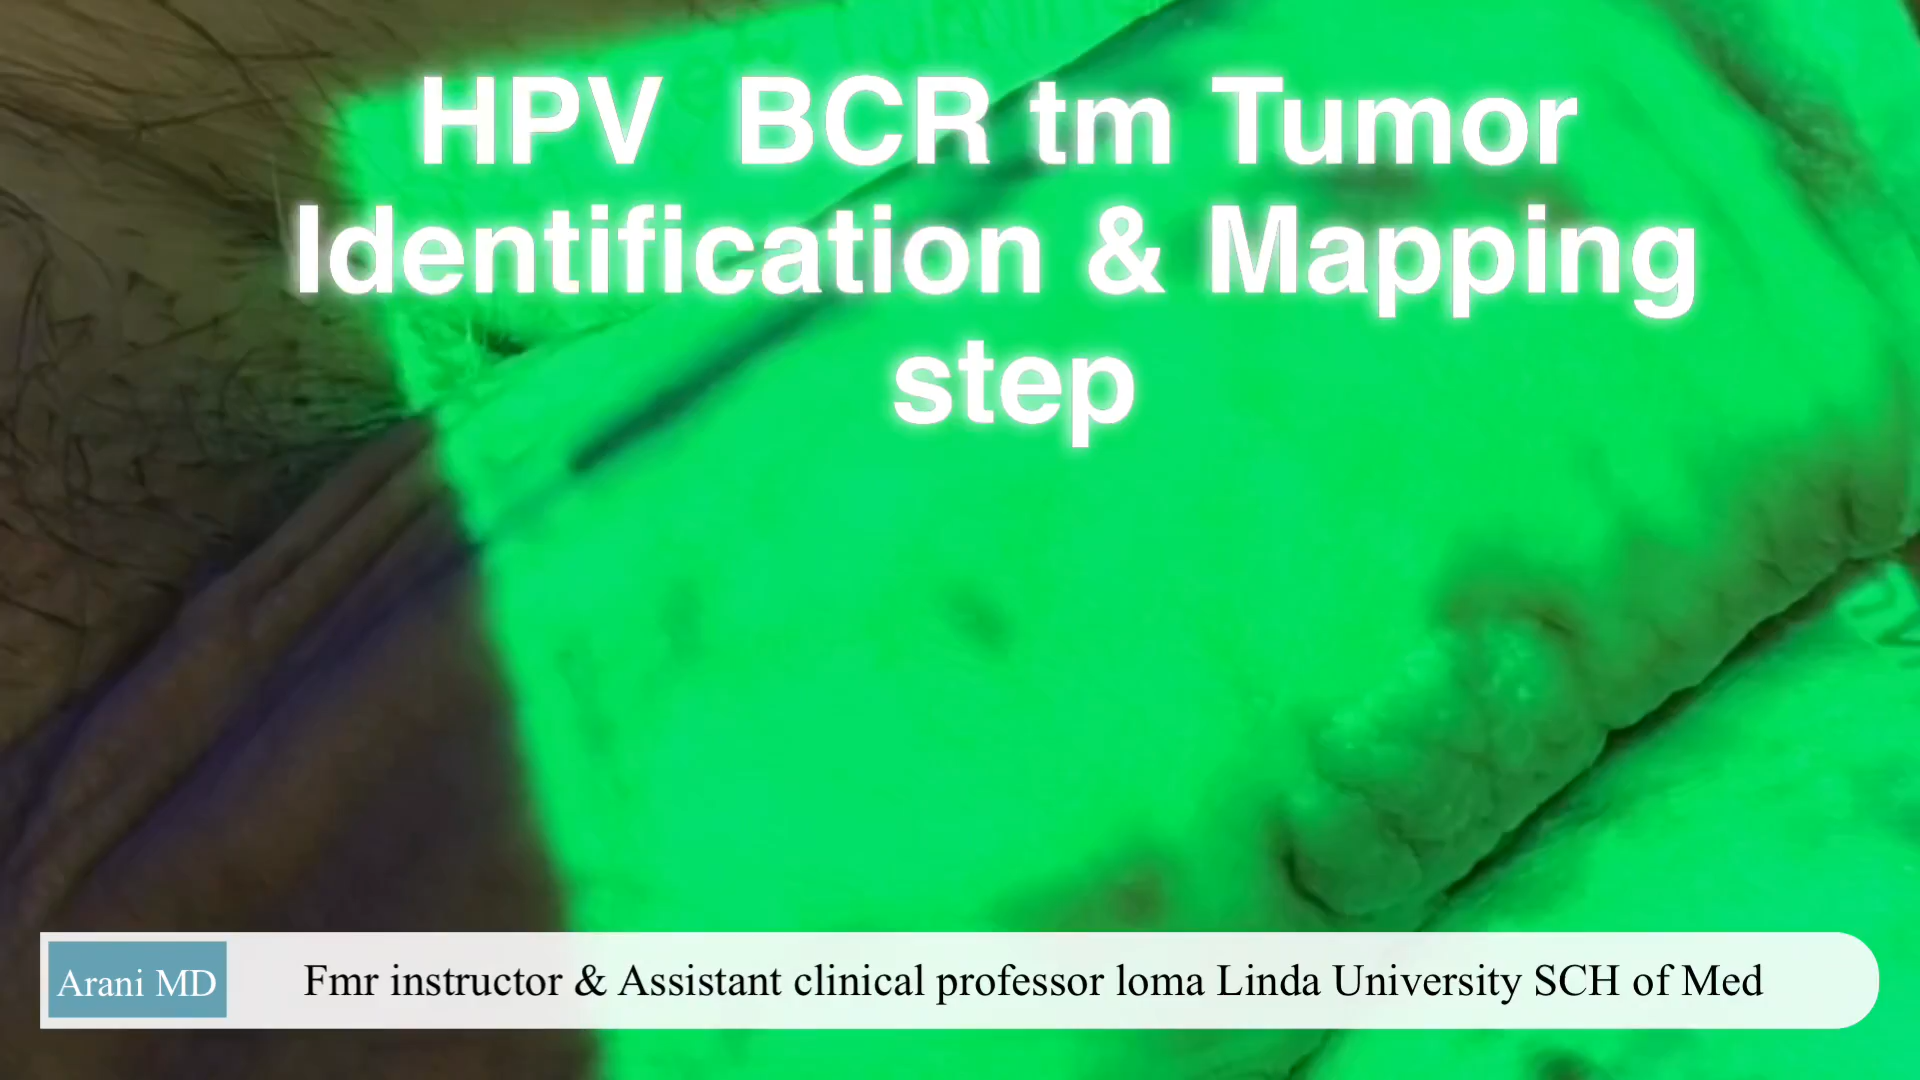 HPV BCR tm Tumor
Identification & Mapping
step
Arani MD
Fmr instructor & Assistant clinical professor loma Linda University SCH of Med